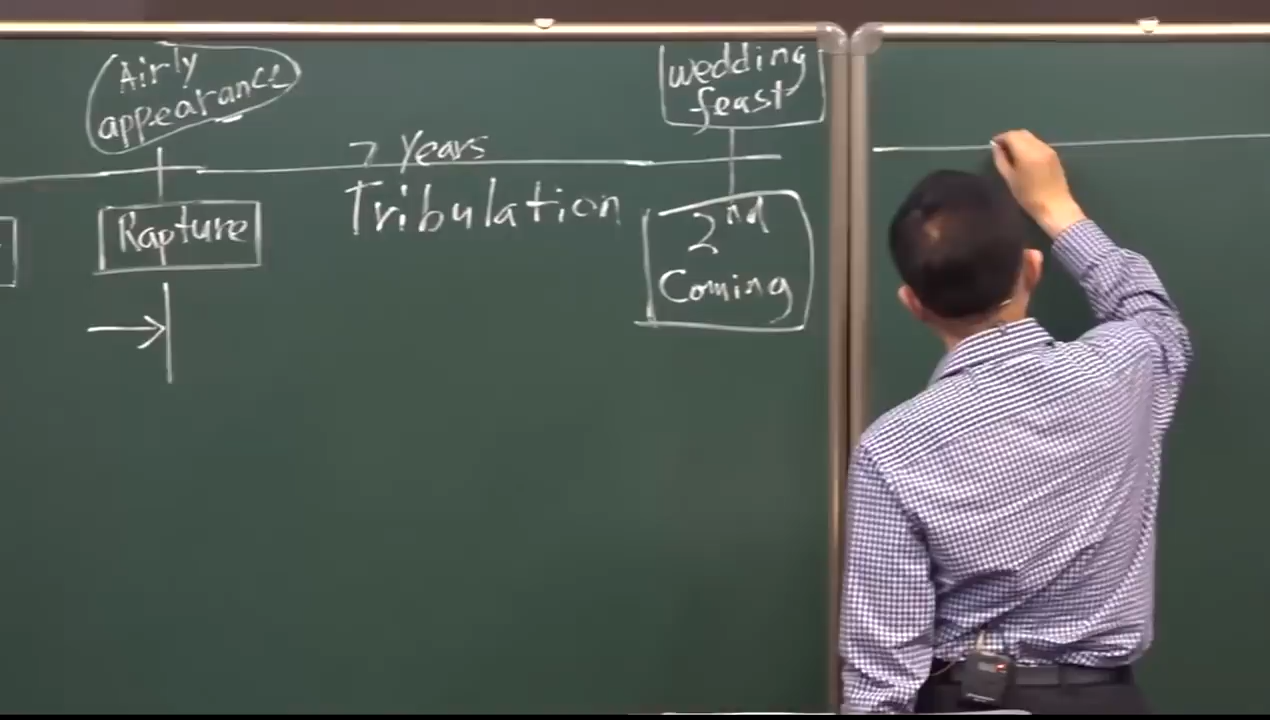 Airly
appearance
7 Years
Tribulation
Rapture
wedding
feast
2nd
Coming